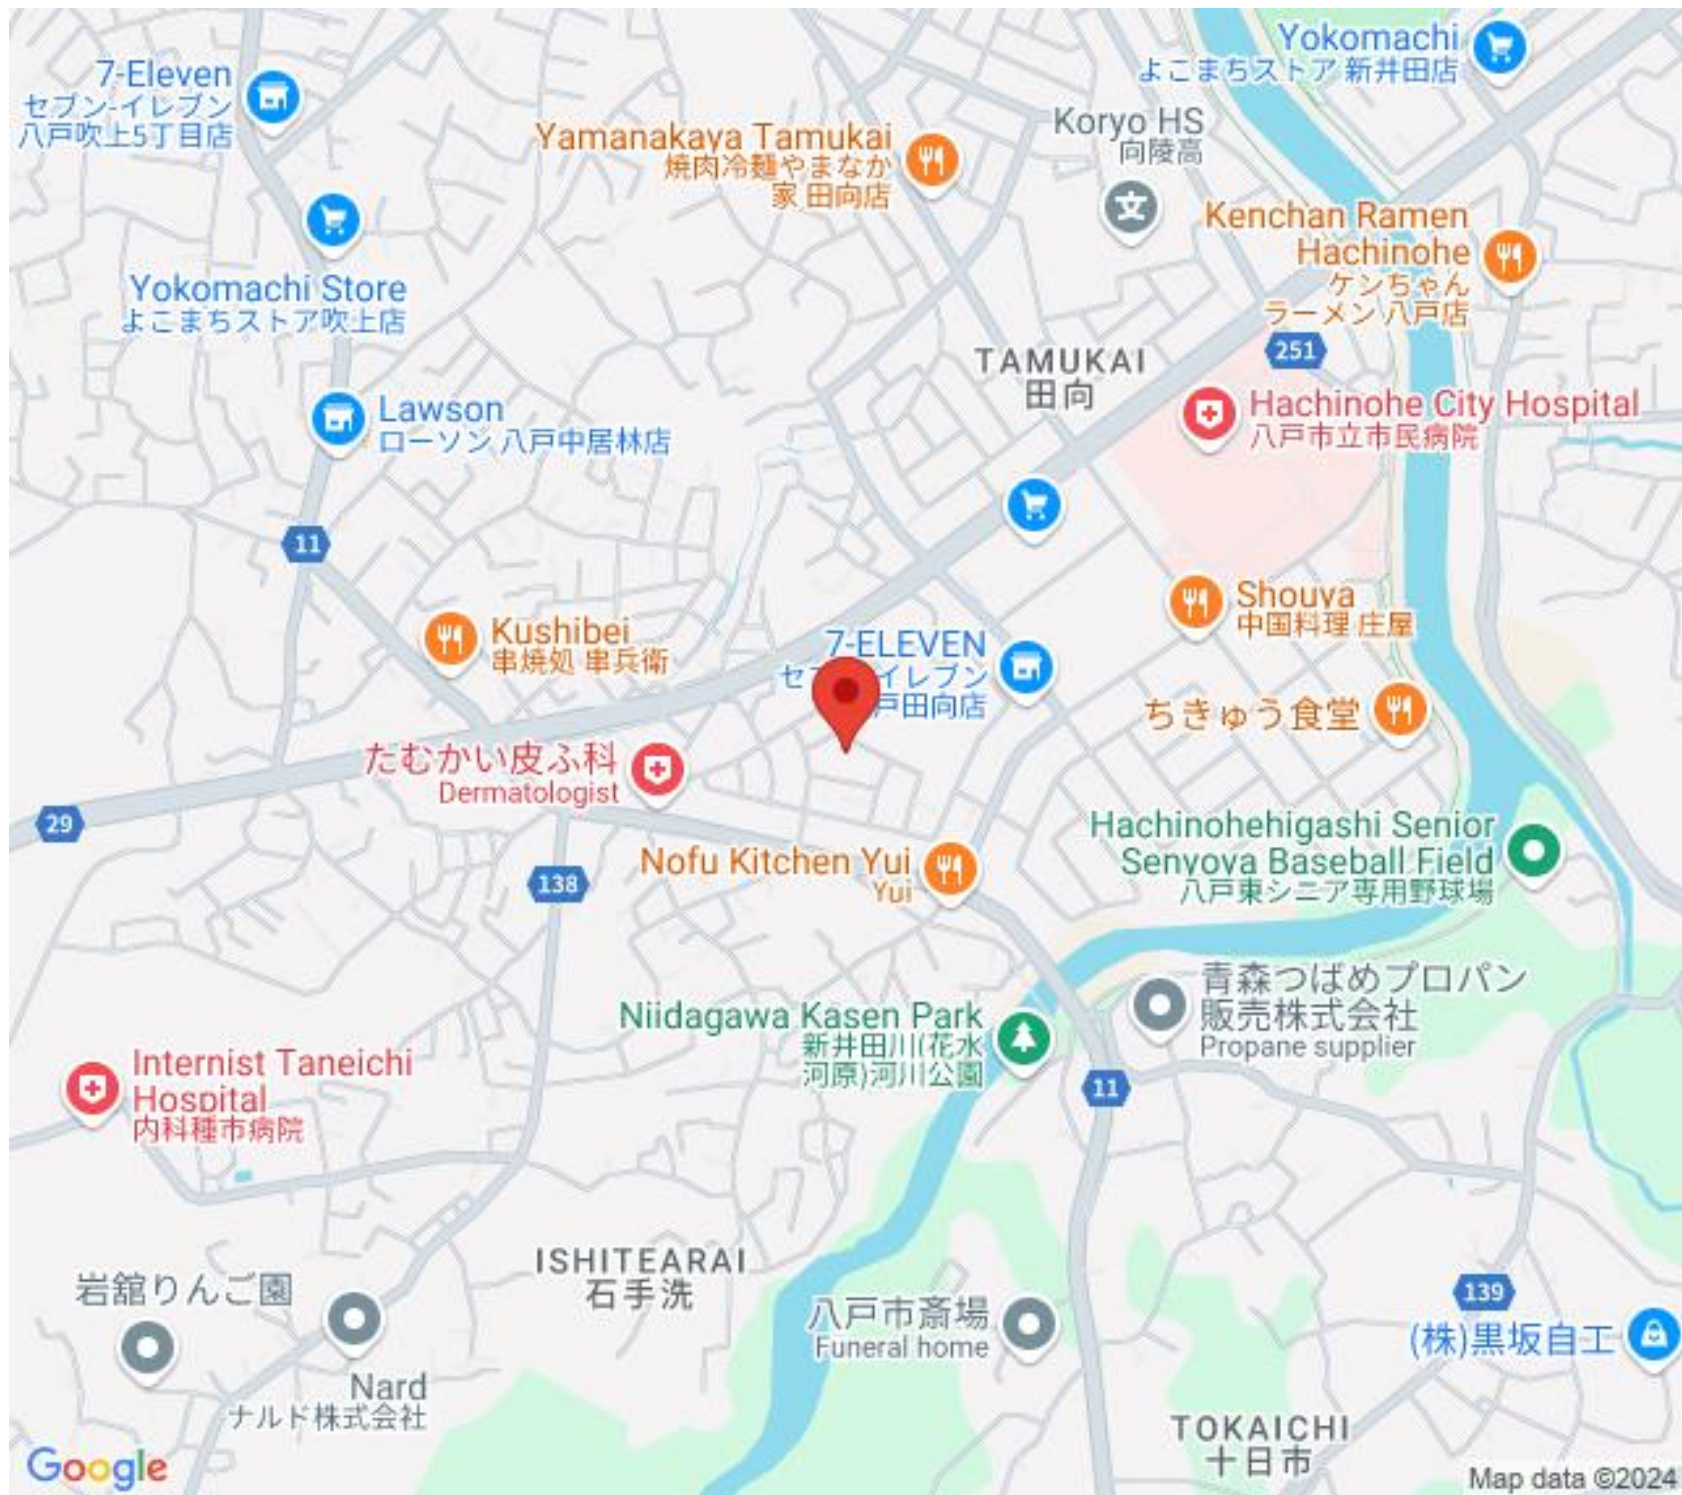 Yokomachi
よこまちストア 新井田店
7-Eleven
セブン-イレブン
八戸吹上5丁目店
Koryo HS
向陵高
Yamanakaya Tamukai
焼肉冷麺やまなか
家 田向店
Kenchan Ramen
Hachinohe
ケンちゃん
ラーメン 八戸店
Yokomachi Store
よこまちストア吹上店
251
TAMUKAI
田向
Lawson
ローソン 八戸中居林店
Hachinohe City Hospital
八戸市立市民病院
11
Shouya
中国料理 庄屋
Kushibei
串焼処 串兵衛
7-ELEVEN
セブ イレブン
戸田向店
ちきゅう食堂
たむかい皮ふ科
Dermatologist
29
Hachinohehigashi Senior
Senyova Baseball Field
八戸東シニア専用野球場
Nofu Kitchen Yui
Yui
138
青森つばめプロパン
販売株式会社
Propane supplier
Niidagawa Kasen Park
新井田川(花水
河原)河川公園
Internist Taneichi
Hospital
内科種市病院
11
ISHITEARAI
石手洗
岩舘りんご園
139
八戸市斎場
Funeral home
(株)黒坂自工
Nard
ナルド株式会社
TOKAICHI
十日市
Google
Map data ©2024